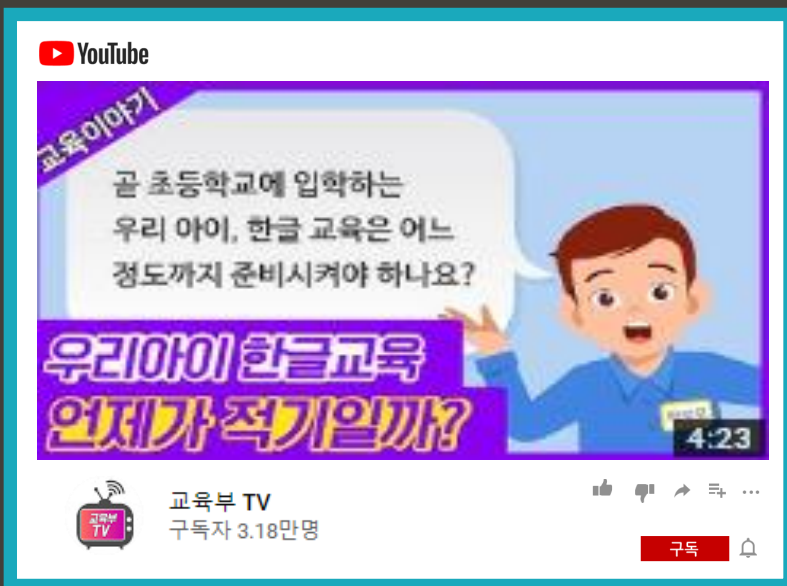 YouTube
교육이야기
곧 초등학교에 입학하는
우리 아이, 한글 교육은 어느
정도까지 준비시켜야 하나요?
우리아이 한글교육
언제가 적기일까?
4:23
교육부
TV
교육부 TV
구독자 3.18만명
구독